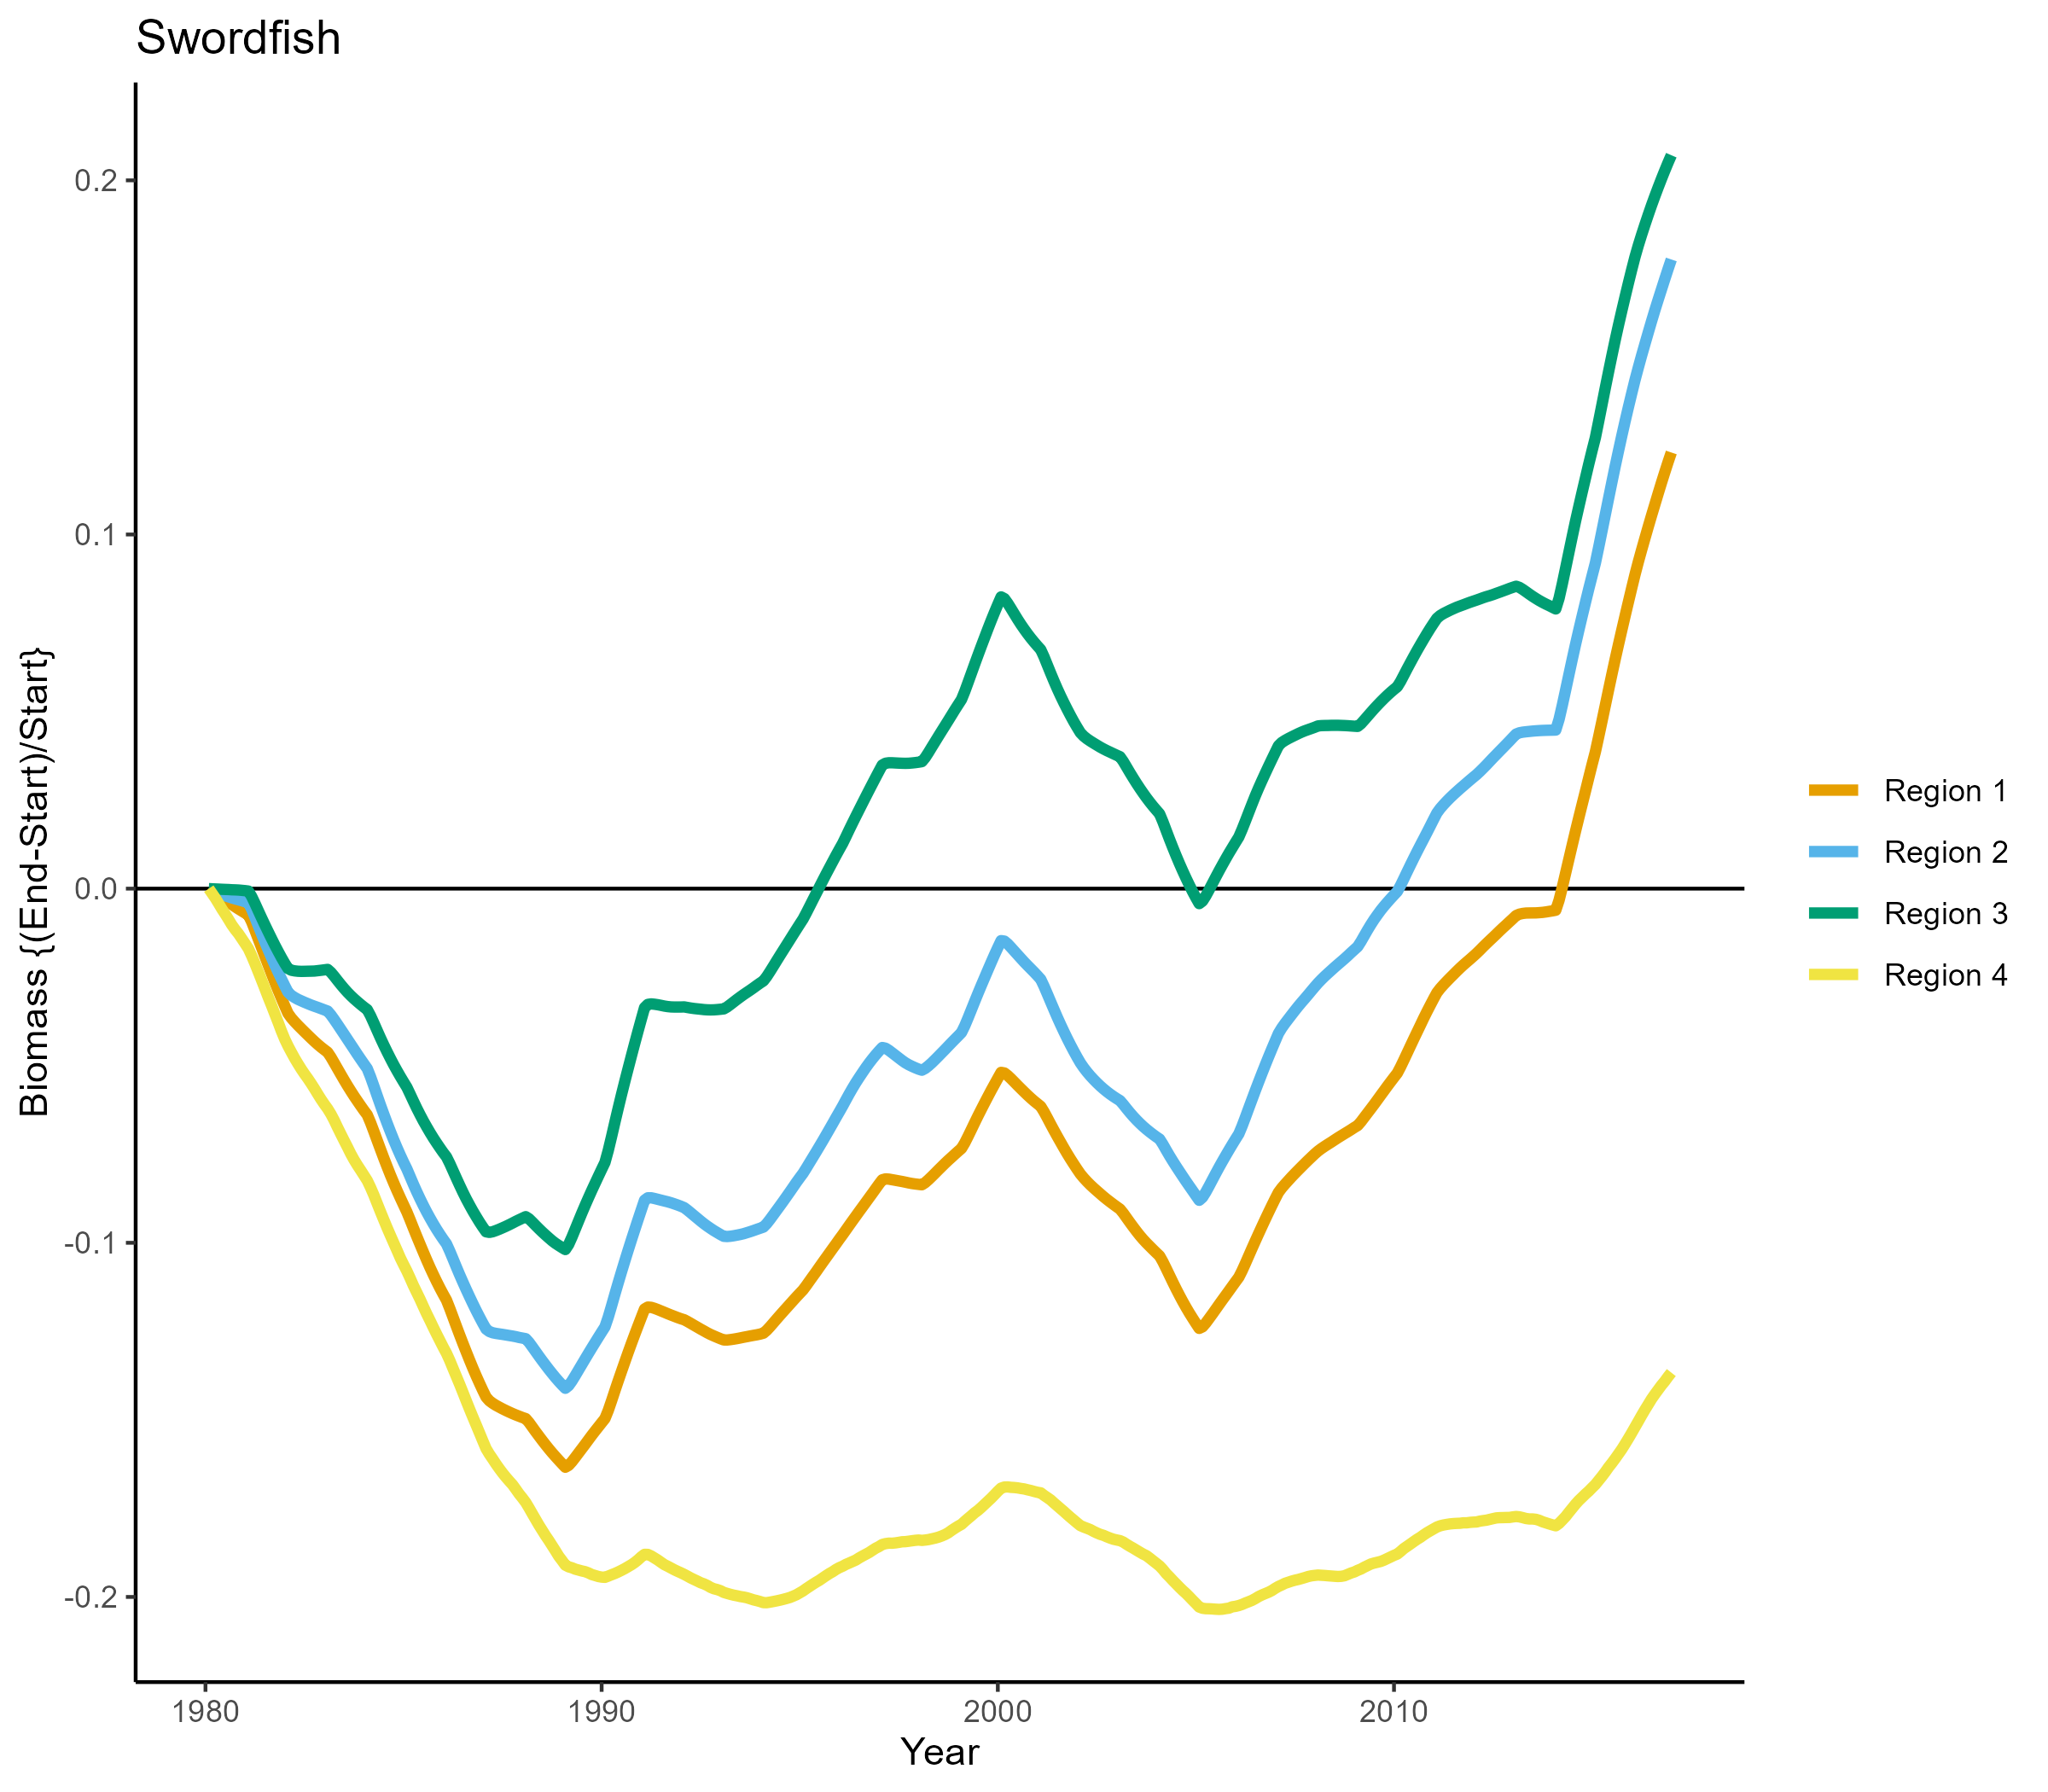 Swordfish
Biomass {(End-Start)/Start}
0.2
0.1
0.0
-0.1
-0.2
1980
1990
2000
2010
Year
Region 1
Region 2
Region 3
Region 4